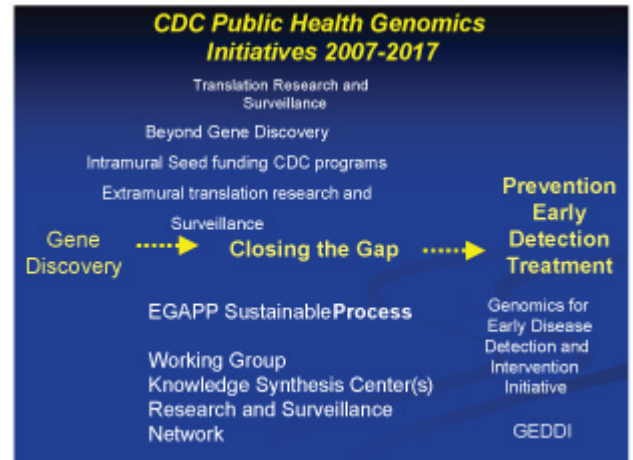 CDC Public Health Genomics
Initiatives 2007-2017
Translation Research and
Surveillance
Beyond Gene Discovery
Intramural Seed funding CDC programs
Extramural translation research and
Surveillance
Gene
Discovery
Closing the Gap
Prevention
Early
Detection
Treatment
EGAPP SustainableProcess
Working Group
Knowledge Synthesis Center(s)
Research and Surveillance
Network
Genomics for
Early Disease
Detection and
Intervention
Initiative
GEDDI